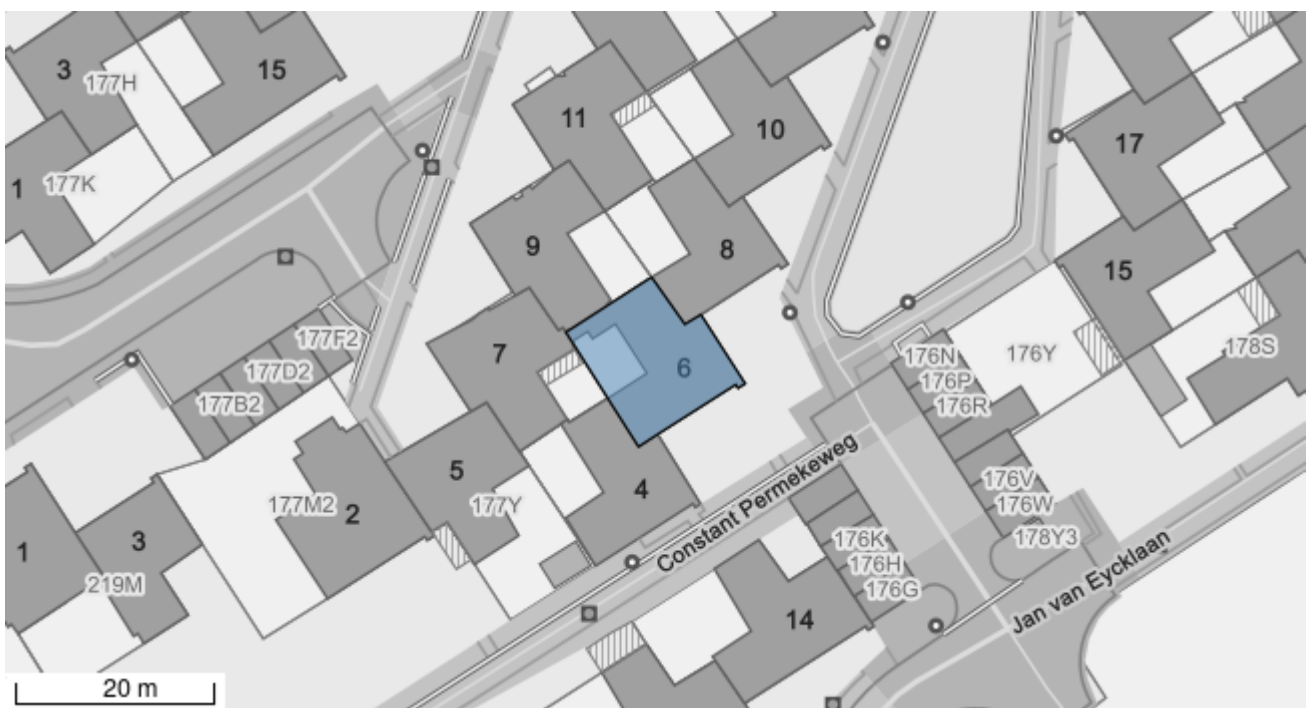 3
177H
15
11
10
17
1
177K
9
8
15
177F2
7
177D2
6
176N
176Y
178S
176P
177B2
176R
5
177Y
4
Constant Permekeweg
176V
177M2
2
176W
1
3
176K
178Y3
219M
176H
176G
14
Jan van Eycklaan
20 m